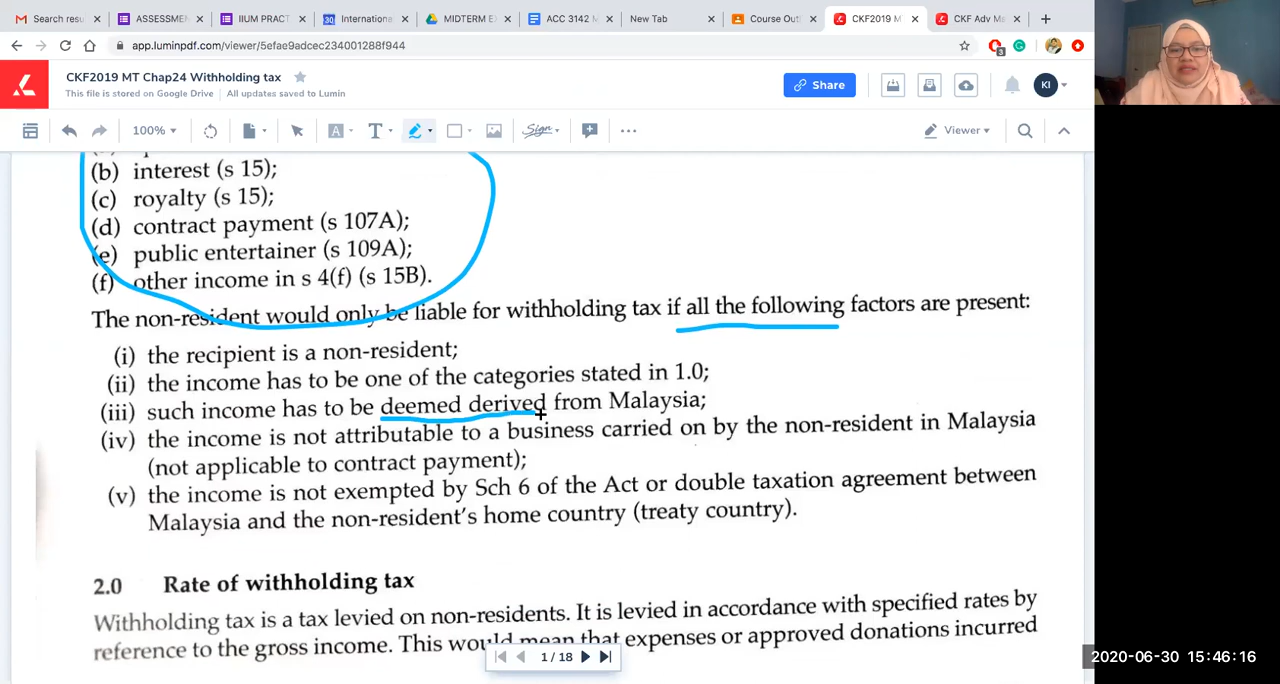 Search resu
ASSESSME
IIUM PRACT
Internationa
MIDTERM E
ACC 3142 M
New Tab
Course Out
CKF2019 M
CKF Adv Ma
app.luminpdf.com/viewer/5efae9adcec234001288f944
CKF2019 MT Chap24 Withholding tax
This file is stored on Google Drive All updates saved to Lumin
Share
KI
100%
A T Sign
Viewer
(b) interest (s 15);
(c) royalty (s 15);
(d) contract payment (s 107A);
(e) public entertainer (s 109A);
(f) other income in s 4(f) (s 15B).
The non-resident would only be liable for withholding tax if all the following factors are present:
(i) the recipient is a non-resident;
(ii) the income has to be one of the categories stated in 1.0;
(iii) such income has to be deemed derived from Malaysia;
(iv) the income is not attributable to a business carried on by the non-resident in Malaysia
(not applicable to contract payment);
(v) the income is not exempted by Sch 6 of the Act or double taxation agreement between
Malaysia and the non-resident's home country (treaty country).
2.0 Rate of withholding tax
Withholding tax is a tax levied on non-residents. It is levied in accordance with specified rates by
reference to the gross income. This would mean that expenses or approved donations incurred
1 / 18
2020-06-30 15:46:16